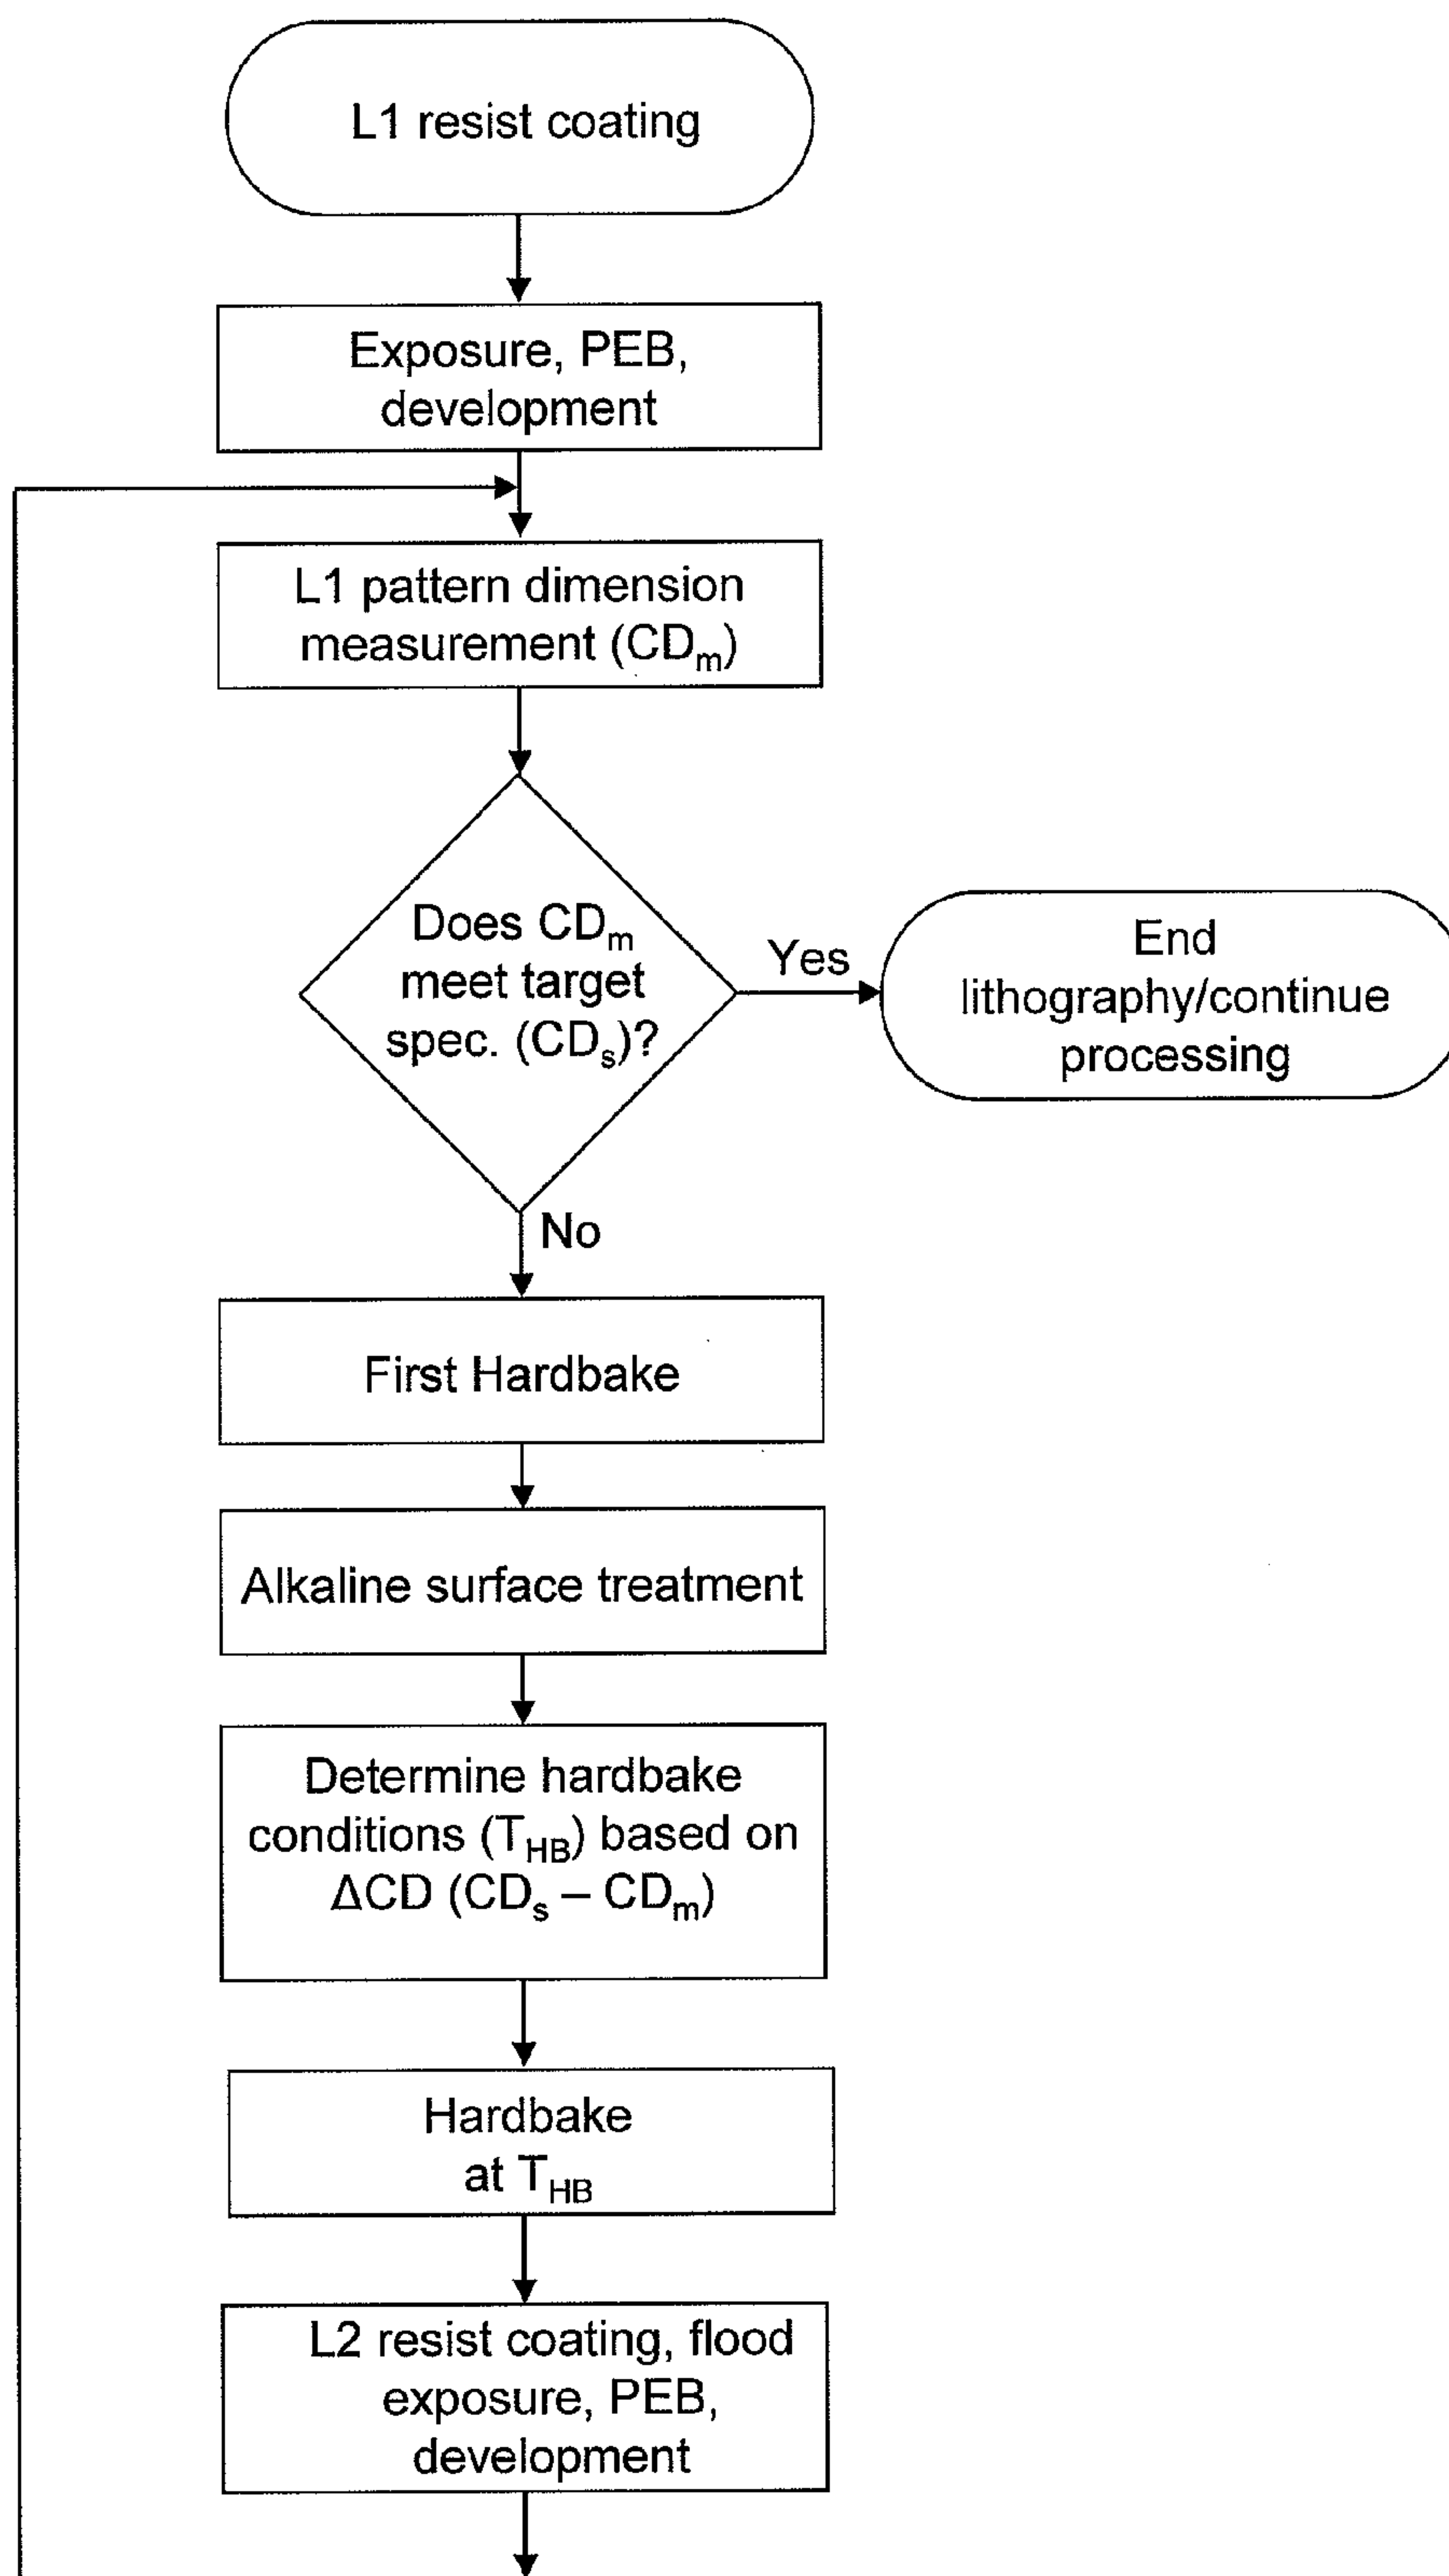 L1 resist coating
Exposure, PEB,
development
L1 pattern dimension
measurement (CDm)
Does CDm
meet target
spec. (CDs)?
Yes
End
lithography/continue
processing
No
First Hardbake
Alkaline surface treatment
Determine hardbake
conditions (THB) based on
ΔCD (CDs – CDm)
Hardbake
at THB
L2 resist coating, flood
exposure, PEB,
development